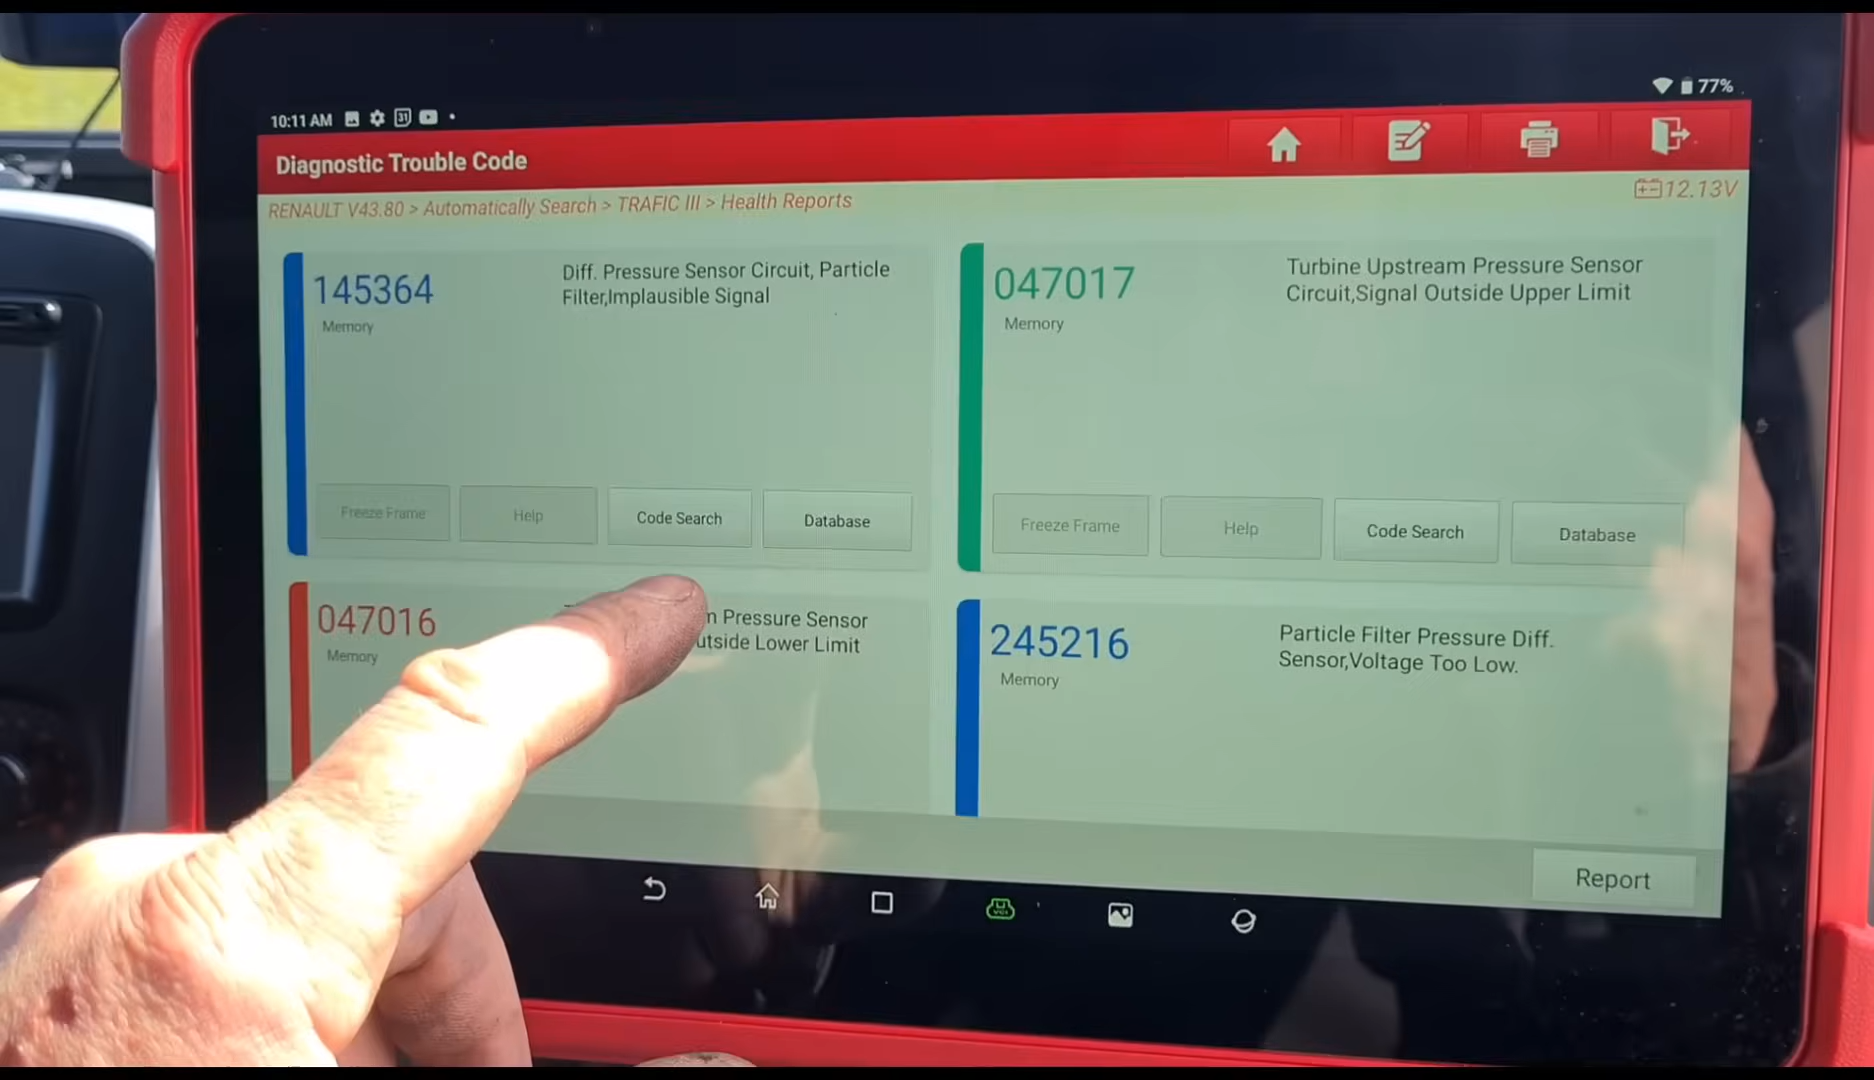 10:11 AM
31
77%
Diagnostic Trouble Code
RENAULT V43.80 > Automatically Search > TRAFIC III > Health Reports
12.13V
145364
Memory
Diff. Pressure Sensor Circuit, Particle
Filter,Implausible Signal
Freeze Frame
Help
Code Search
Database
047017
Memory
Turbine Upstream Pressure Sensor
Circuit,Signal Outside Upper Limit
Freeze Frame
Help
Code Search
Database
047016
Memory
Pressure Sensor
Lower Limit
245216
Memory
Particle Filter Pressure Diff.
Sensor,Voltage Too Low.
Report
VCI